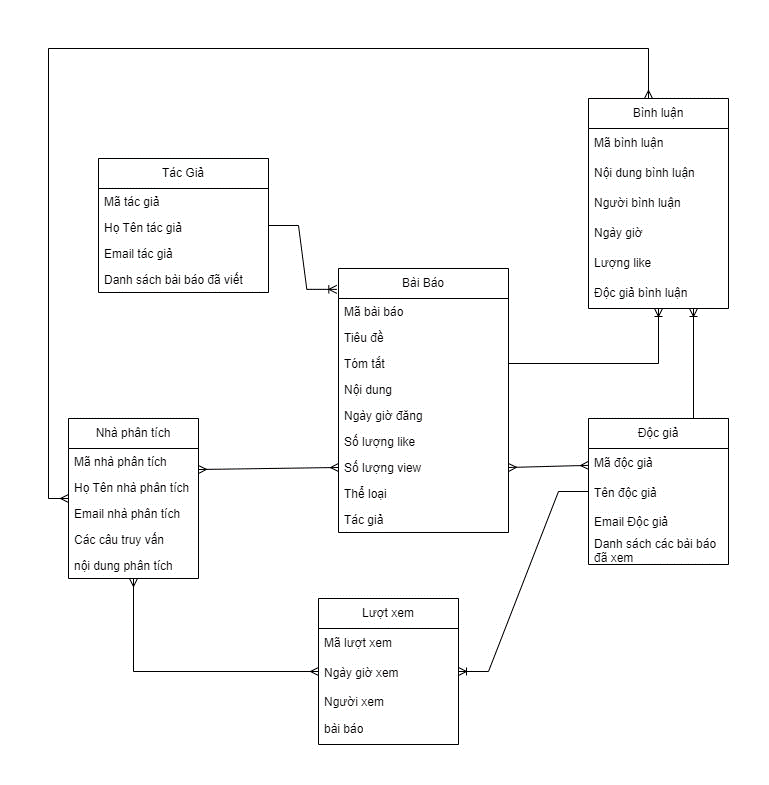 Bình luận
Mã bình luận
Nội dung bình luận
Người bình luận
Ngày giờ
Lượng like
Độc giả bình luận
Tác Giả
Mã tác giả
Họ Tên tác giả
Email tác giả
Danh sách bài báo đã viết
Bài Báo
Mã bài báo
Tiêu đề
Tóm tắt
Nội dung
Ngày giờ đăng
Số lượng like
Số lượng view
Thể loại
Tác giả
Nhà phân tích
Mã nhà phân tích
Họ Tên nhà phân tích
Email nhà phân tích
Các câu truy vấn
nội dung phân tích
Độc giả
Mã độc giả
Tên độc giả
Email Độc giả
Danh sách các bài báo
đã xem
Lượt xem
Mã lượt xem
Ngày giờ xem
Người xem
bài báo